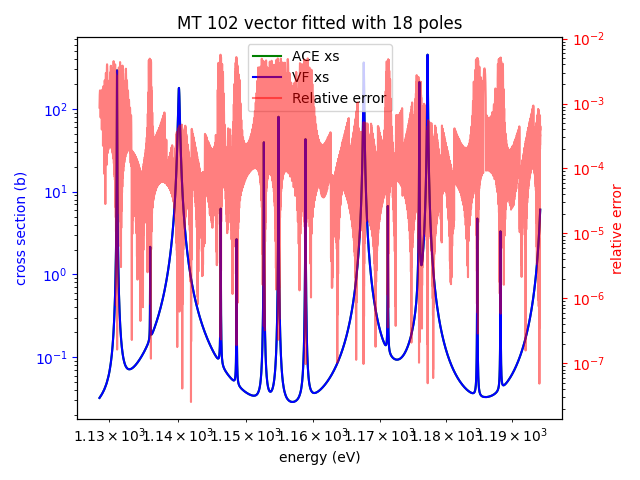 MT 102 vector fitted with 18 poles
ACE xs
VF xs
Relative error
cross section (b)
10²
10¹
10⁰
10⁻¹
10⁻²
10⁻³
10⁻⁴
10⁻⁵
10⁻⁶
10⁻⁷
relative error
1.13×10³ 1.14×10³ 1.15×10³ 1.16×10³ 1.17×10³ 1.18×10³ 1.19×10³
energy (eV)